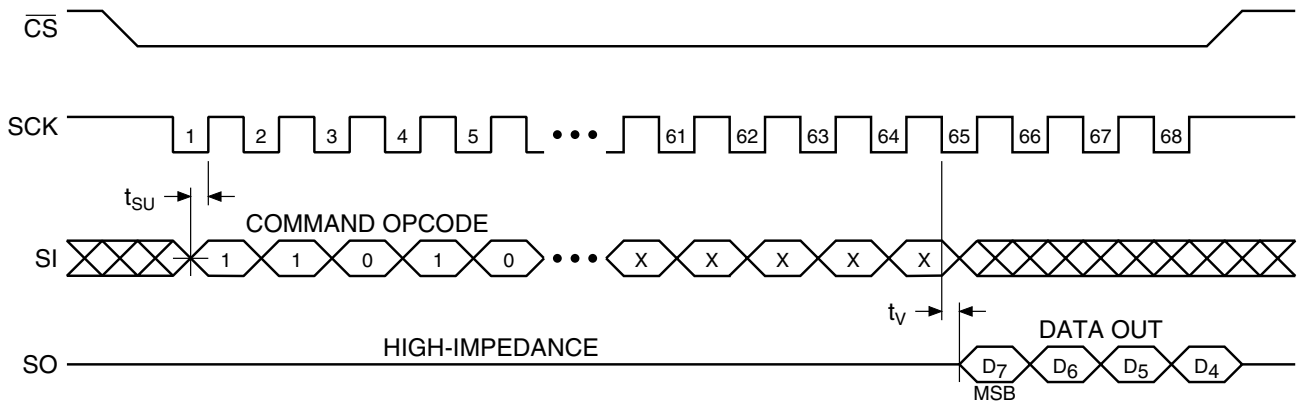 CS
SCK 1 2 3 4 5 ••• 61 62 63 64 65 66 67 68
tSU
COMMAND OPCODE
SI 1 1 0 1 0 ••• X X X X X
tV
DATA OUT
HIGH-IMPEDANCE
SO D7 D6 D5 D4
MSB